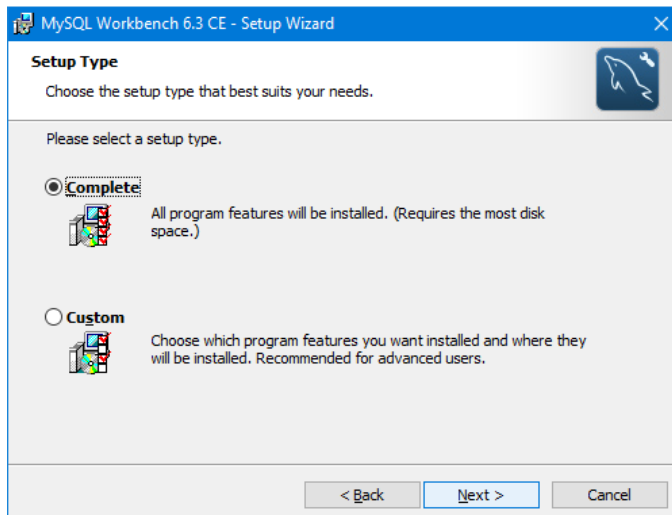 MySQL Workbench 6.3 CE - Setup Wizard
Setup Type
Choose the setup type that best suits your needs.
Please select a setup type.
Complete
All program features will be installed. (Requires the most disk
space.)
Custom
Choose which program features you want installed and where they
will be installed. Recommended for advanced users.
< Back Next > Cancel